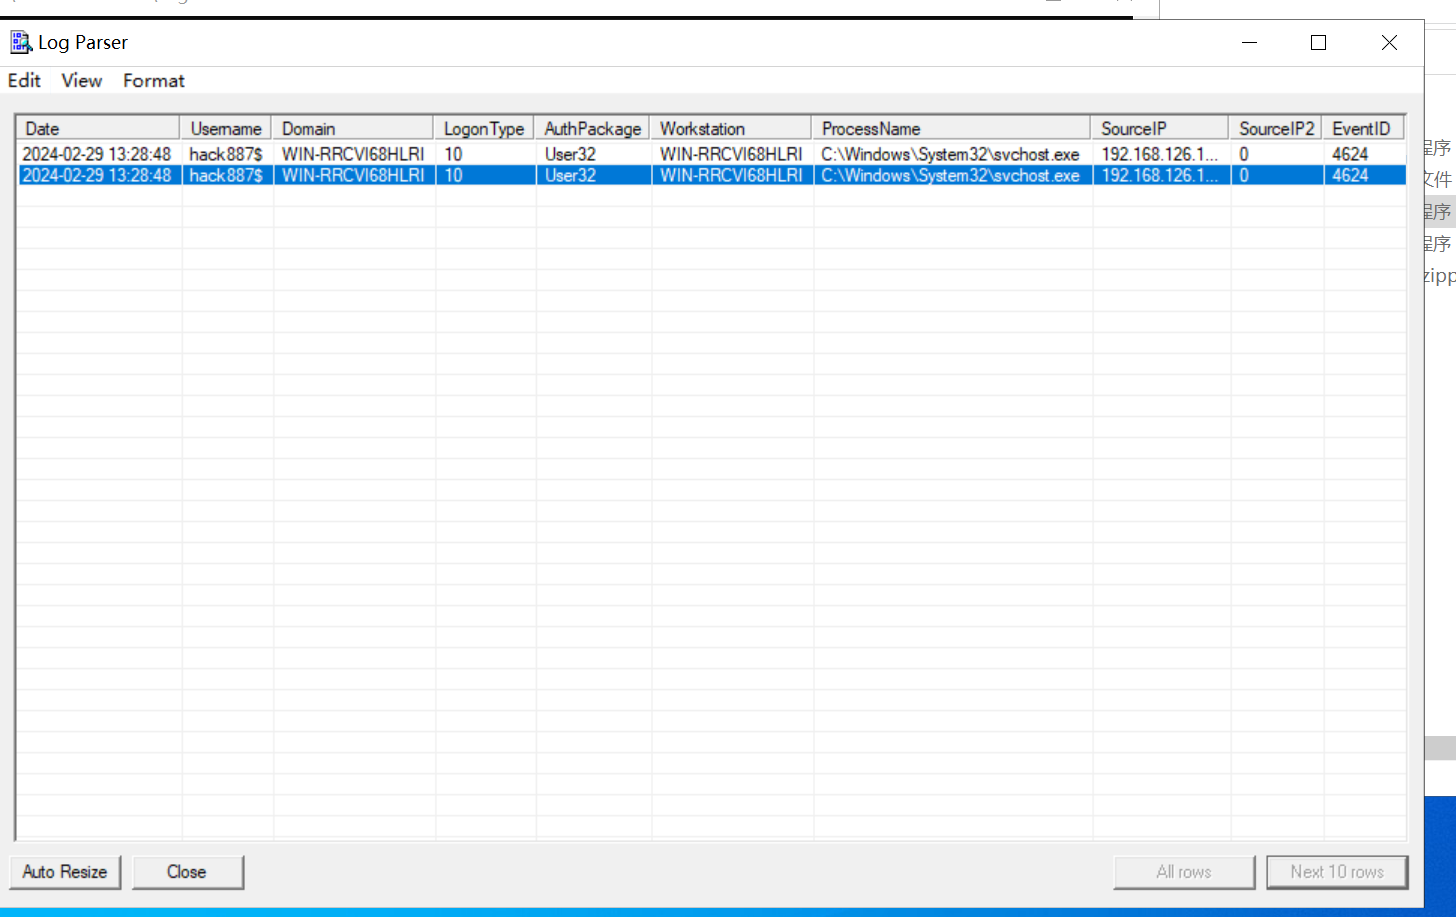 Log Parser
Edit View Format
Date Username Domain LogonType AuthPackage Workstation ProcessName SourceIP SourceIP2 EventID
2024-02-29 13:28:48 hack887$ WIN-RRCVI68HLRI 10 User32 WIN-RRCVI68HLRI C:\Windows\System32\svchost.exe 192.168.126.1... 0 4624
2024-02-29 13:28:48 hack887$ WIN-RRCVI68HLRI 10 User32 WIN-RRCVI68HLRI C:\Windows\System32\svchost.exe 192.168.126.1... 0 4624
程序
文件
程序
程序
zipp
Auto Resize Close All rows Next 10 rows